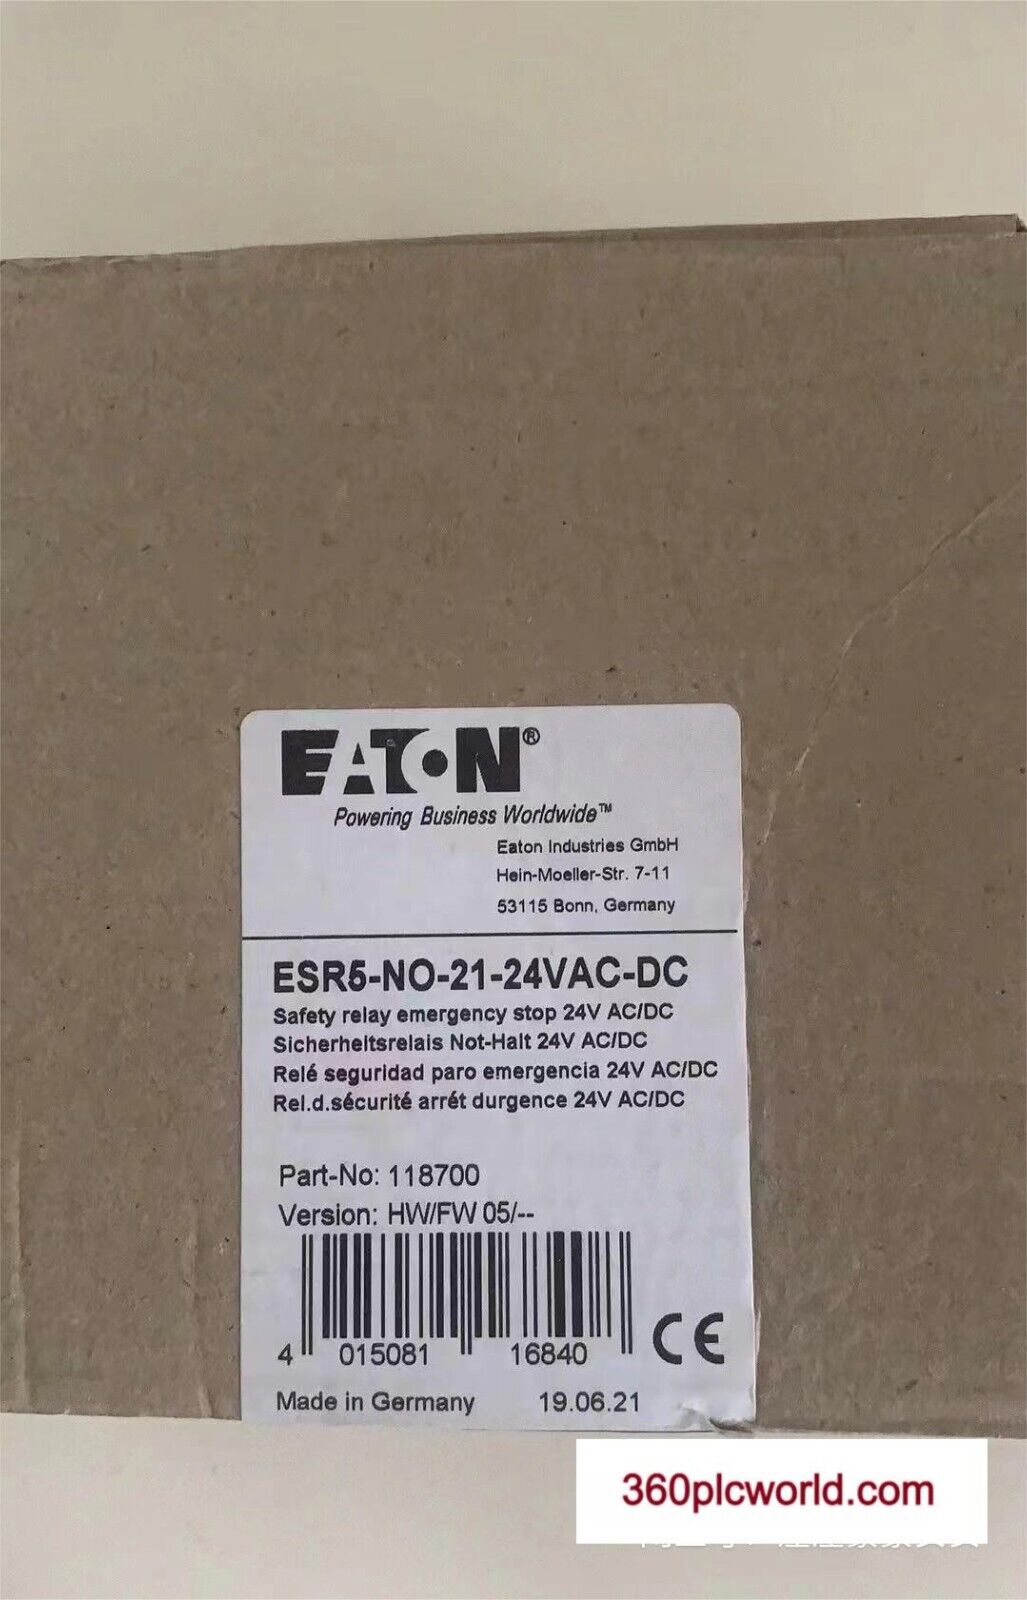 EATON®
Powering Business Worldwide™
Eaton Industries GmbH
Hein-Moeller-Str. 7-11
53115 Bonn, Germany
ESR5-NO-21-24VAC-DC
Safety relay emergency stop 24V AC/DC
Sicherheitsrelais Not-Halt 24V AC/DC
Relé seguridad paro emergencia 24V AC/DC
Rel.d.sécurité arrét durgence 24V AC/DC
Part-No: 118700
Version: HW/FW 05/--
4 015081 16840
CE
Made in Germany 19.06.21
360plcworld.com